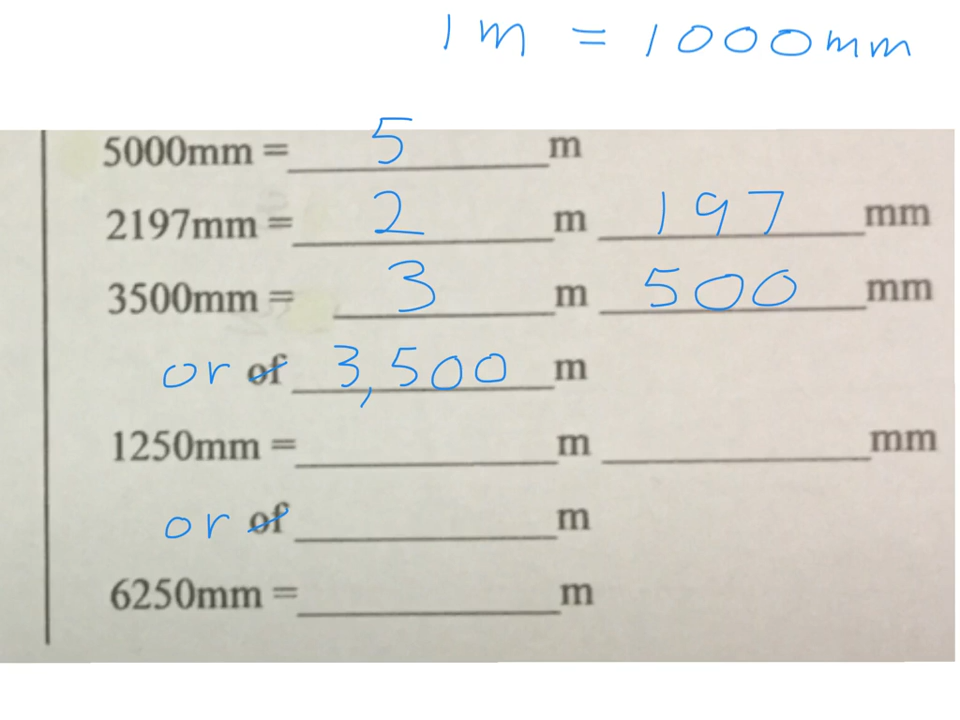 1 m = 1000mm
5000mm = 5 m
2197mm = 2 m 197 mm
3500mm = 3 m 500 mm
or of 3,500 m
1250mm = m mm
or of m
6250mm = m